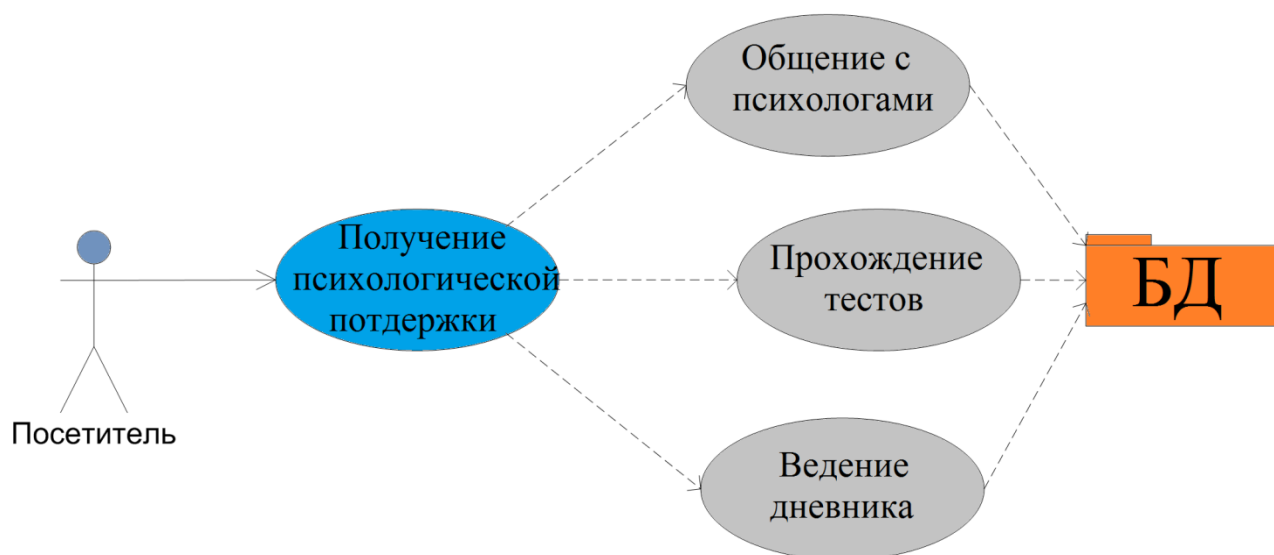 Общение с
психологами
Получение
психологической
потдержки
Прохождение
тестов
БД
Посетитель
Ведение
дневника